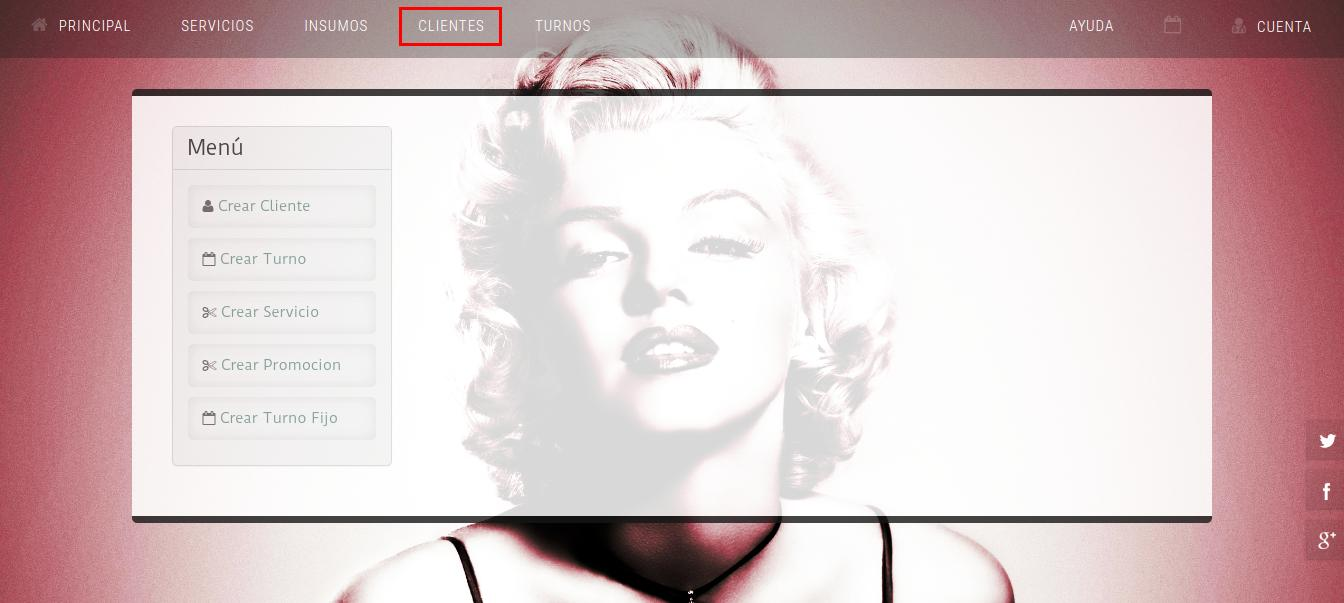 PRINCIPAL SERVICIOS INSUMOS CLIENTES TURNOS AYUDA CUENTA
Menú
Crear Cliente
Crear Turno
Crear Servicio
Crear Promocion
Crear Turno Fijo